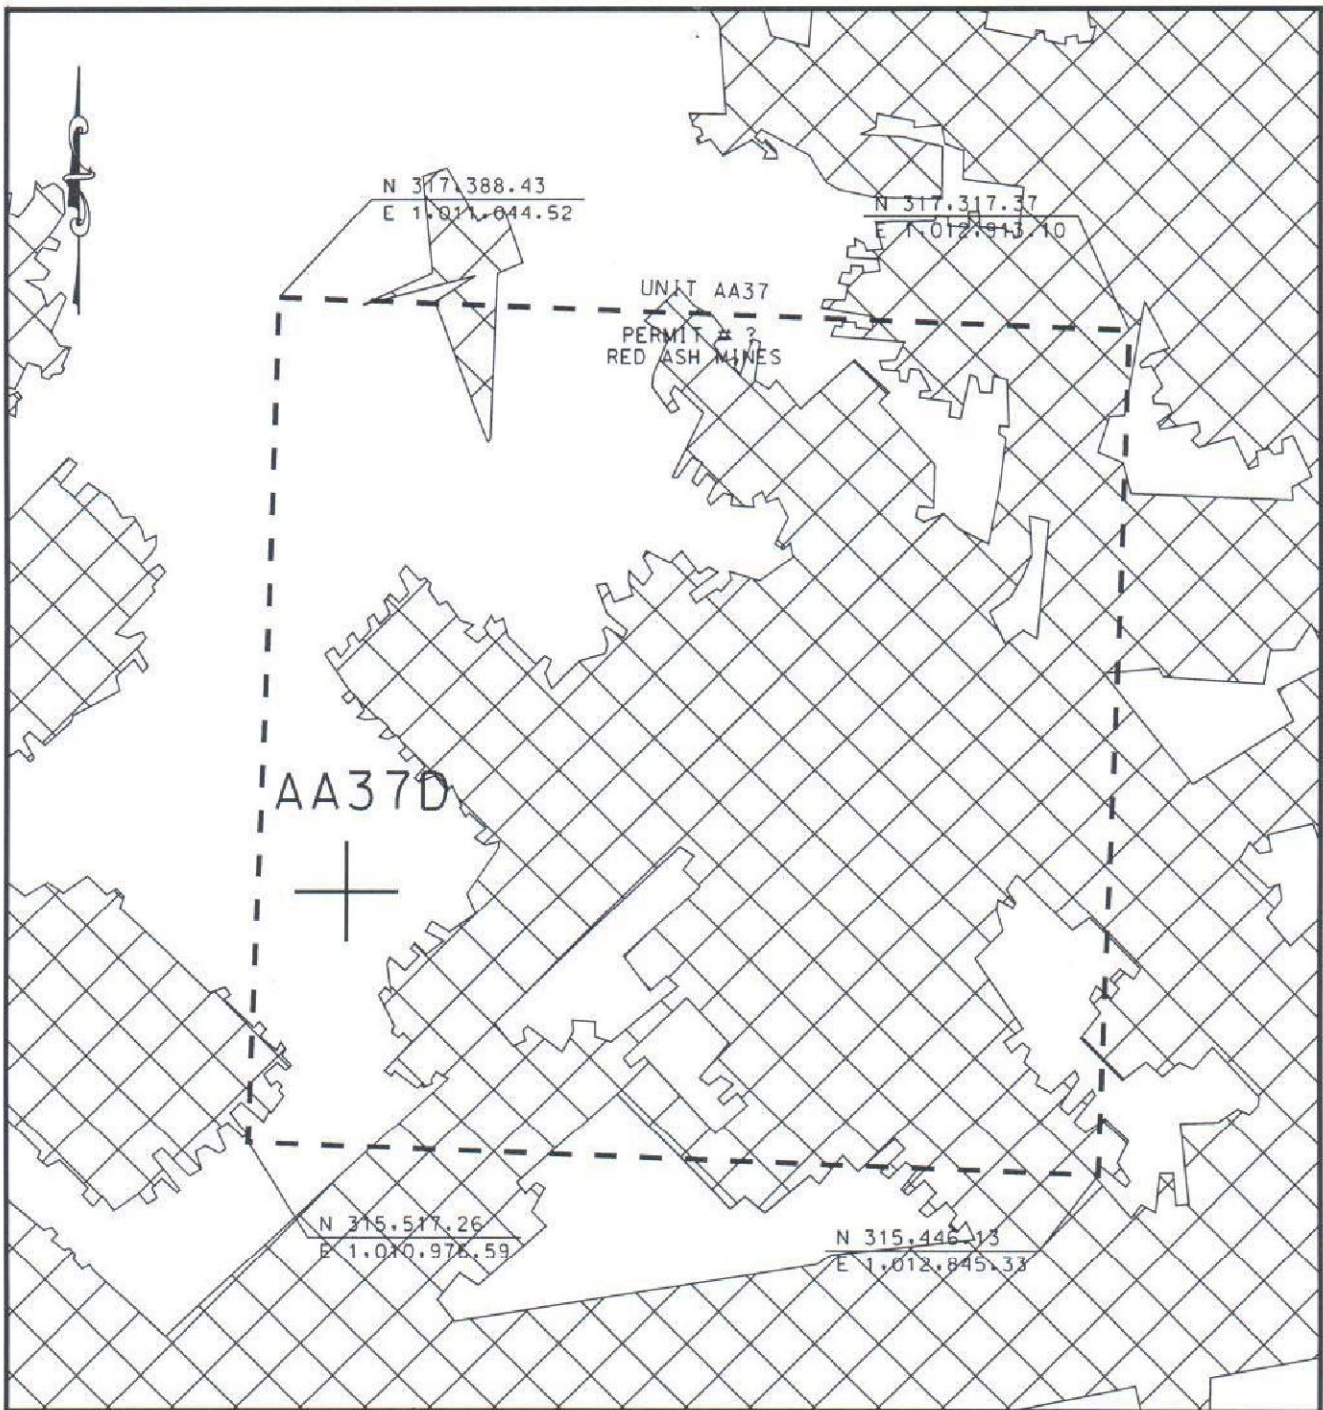 N 317,388.43
E 1,011,044.52
N 317,317.37
E 1,012,913.10
UNIT AA37
PERMIT # ?
RED ASH MINES
AA37D
N 315,517.26
E 1,010,976.59
N 315,446.13
E 1,012,845.33